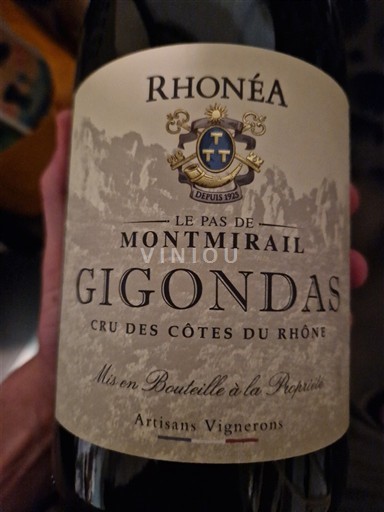 RHONÉA
T
T T T
DEPUIS 1925
LE PAS DE
MONTMIRAIL
VINIOU
GIGONDAS
CRU DES CÔTES DU RHÔNE
Mis en Bouteille à la Propriété
Artisans Vignerons